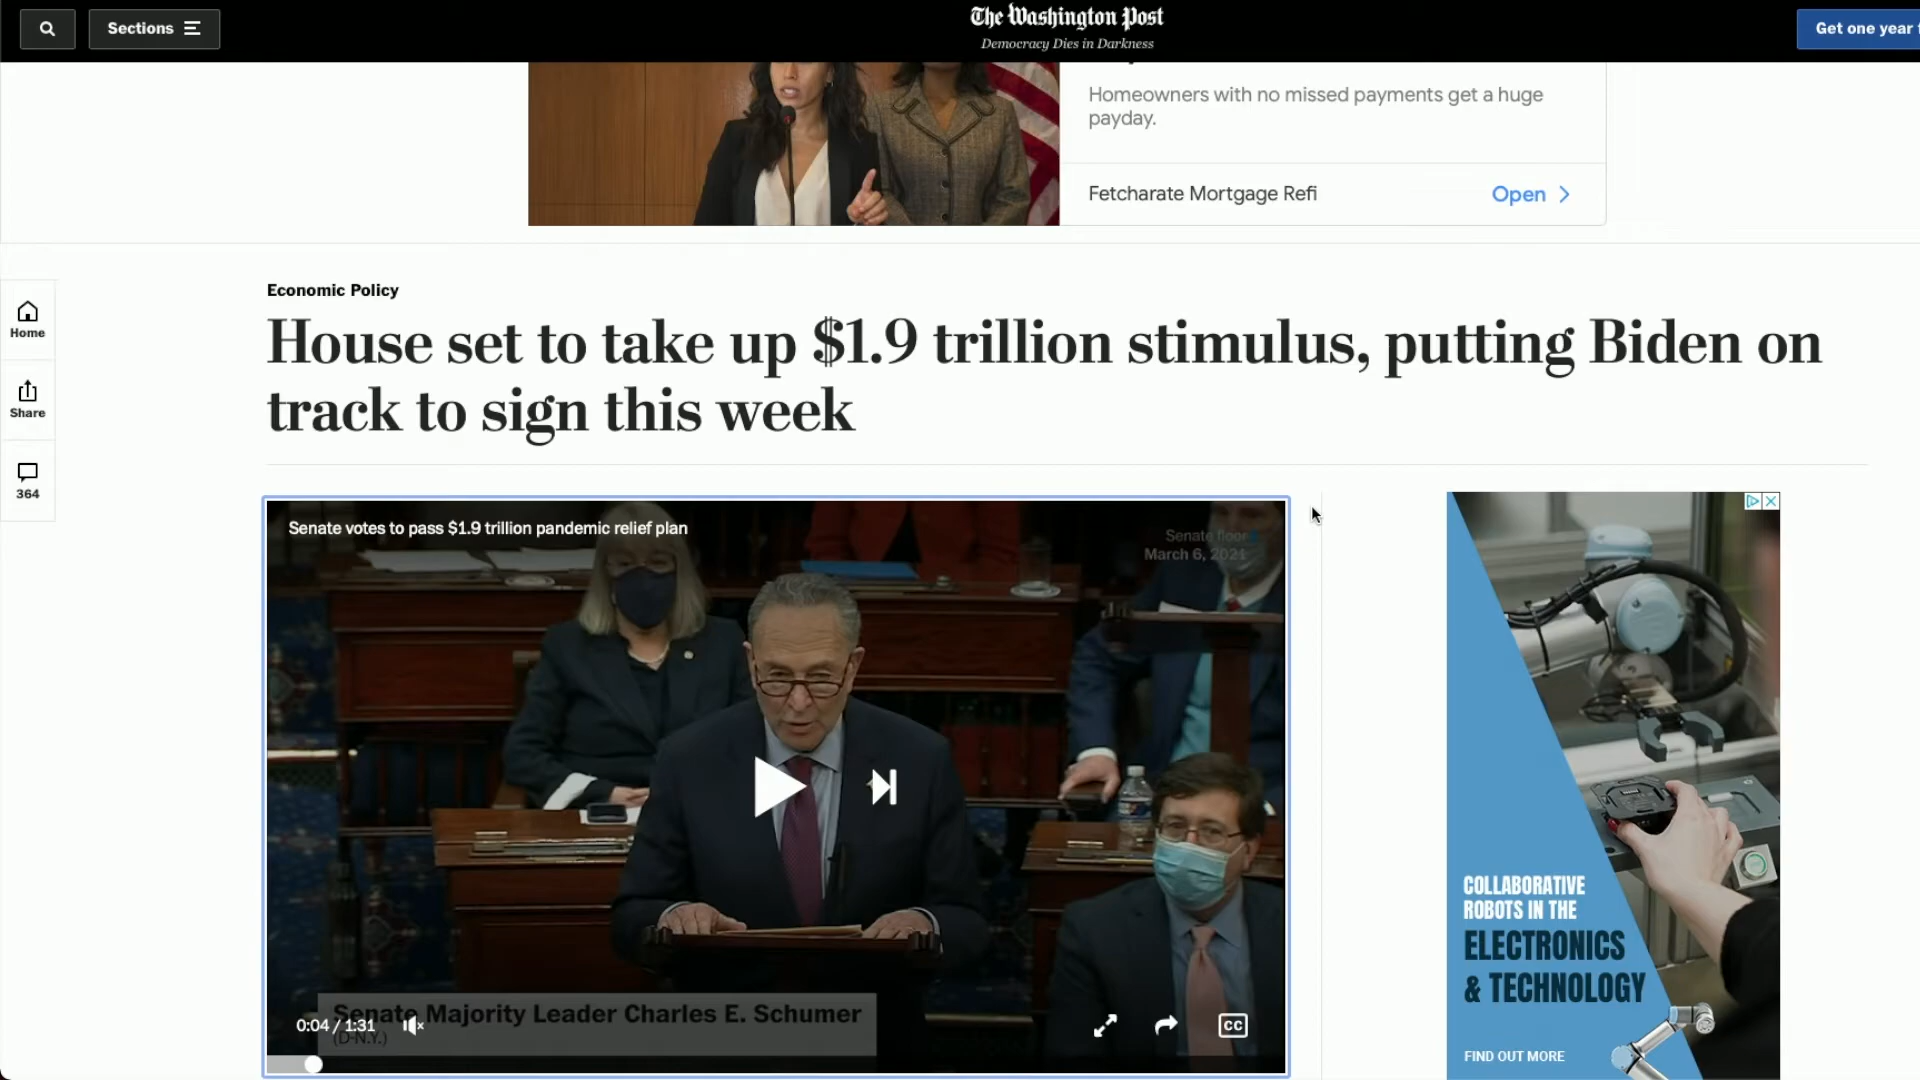 Sections
The Washington Post
Democracy Dies in Darkness
Get one year
Homeowners with no missed payments get a huge
payday.
Fetcharate Mortgage Refi
Open
Home
Share
364
Economic Policy
House set to take up $1.9 trillion stimulus, putting Biden on
track to sign this week
Senate votes to pass $1.9 trillion pandemic relief plan
Senate floor
March 6, 2021
Senate Majority Leader Charles E. Schumer
(D-N.Y.)
0:04 / 1:31
CC
COLLABORATIVE
ROBOTS IN THE
ELECTRONICS
& TECHNOLOGY
FIND OUT MORE